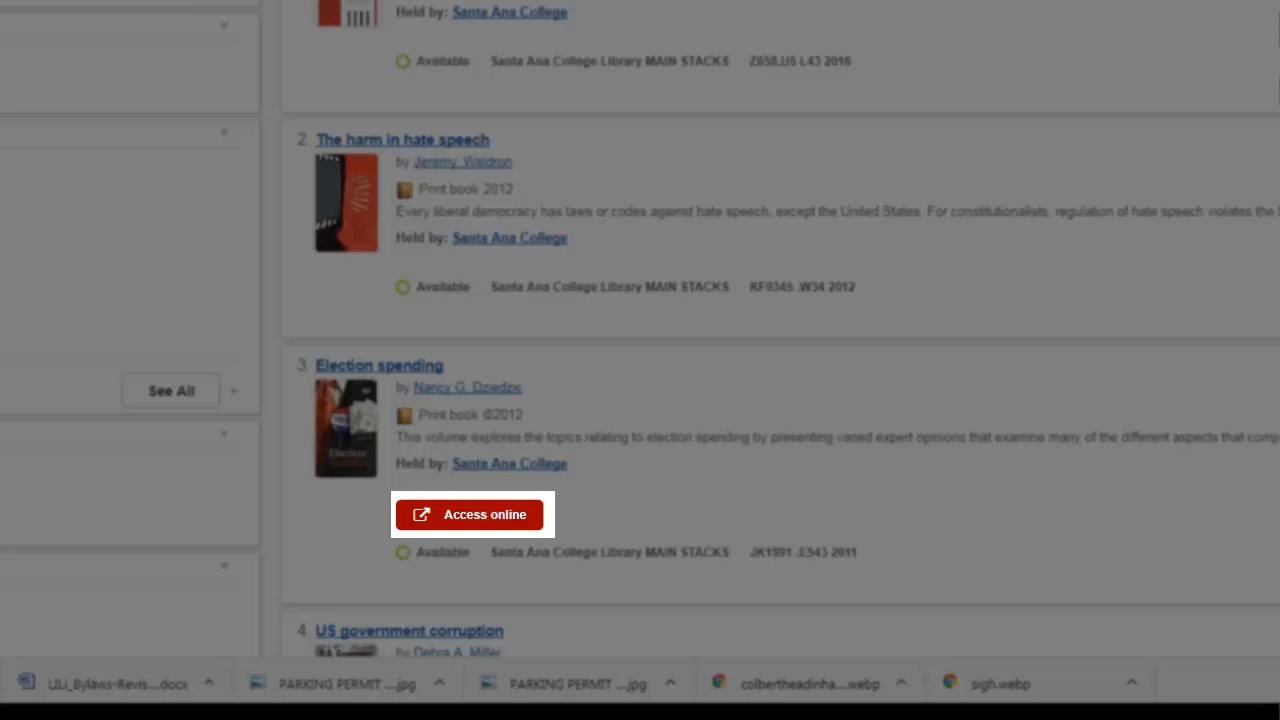 Held by: Santa Ana College
Available Santa Ana College Library MAIN STACKS Z658.U5 L43 2016
2. The harm in hate speech
by Jeremy, Waldron
Print book 2012
Every liberal democracy has laws or codes against hate speech, except the United States. For constitutionalists, regulation of hate speech violates the
Held by: Santa Ana College
Available Santa Ana College Library MAIN STACKS KF9345 .W34 2012
3. Election spending
by Nancy G. Dziedzic
Print book ©2012
This volume explores the topics relating to election spending by presenting varied expert opinions that examine many of the different aspects that comp
Held by: Santa Ana College
See All
Election
Access online
Available Santa Ana College Library MAIN STACKS JK1991 .E543 2011
4. US government corruption
by Debra A. Miller
ULi_Bylaws-Revis....docx
PARKING PERMIT ....jpg
PARKING PERMIT ....jpg
colbertheadinha....webp
sigh.webp